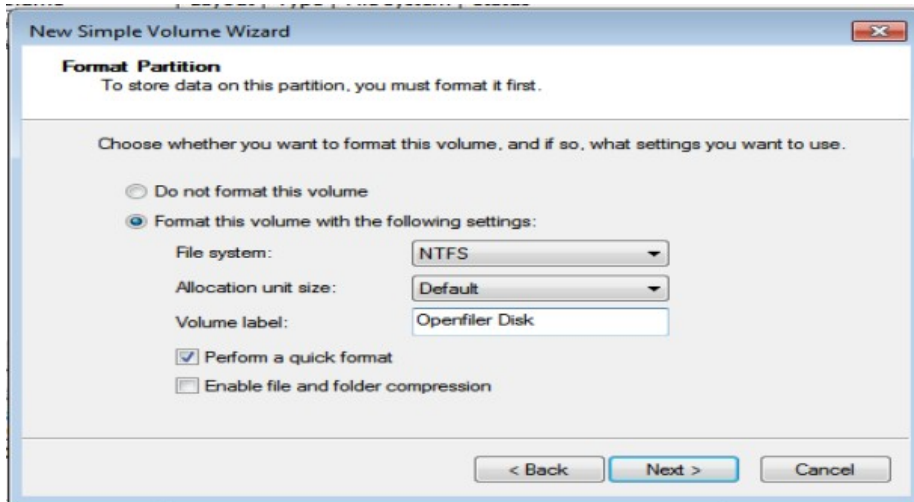 New Simple Volume Wizard
Format Partition
To store data on this partition, you must format it first.
Choose whether you want to format this volume, and if so, what settings you want to use.
Do not format this volume
Format this volume with the following settings:
File system: NTFS
Allocation unit size: Default
Volume label: Openfiler Disk
Perform a quick format
Enable file and folder compression
< Back Next > Cancel